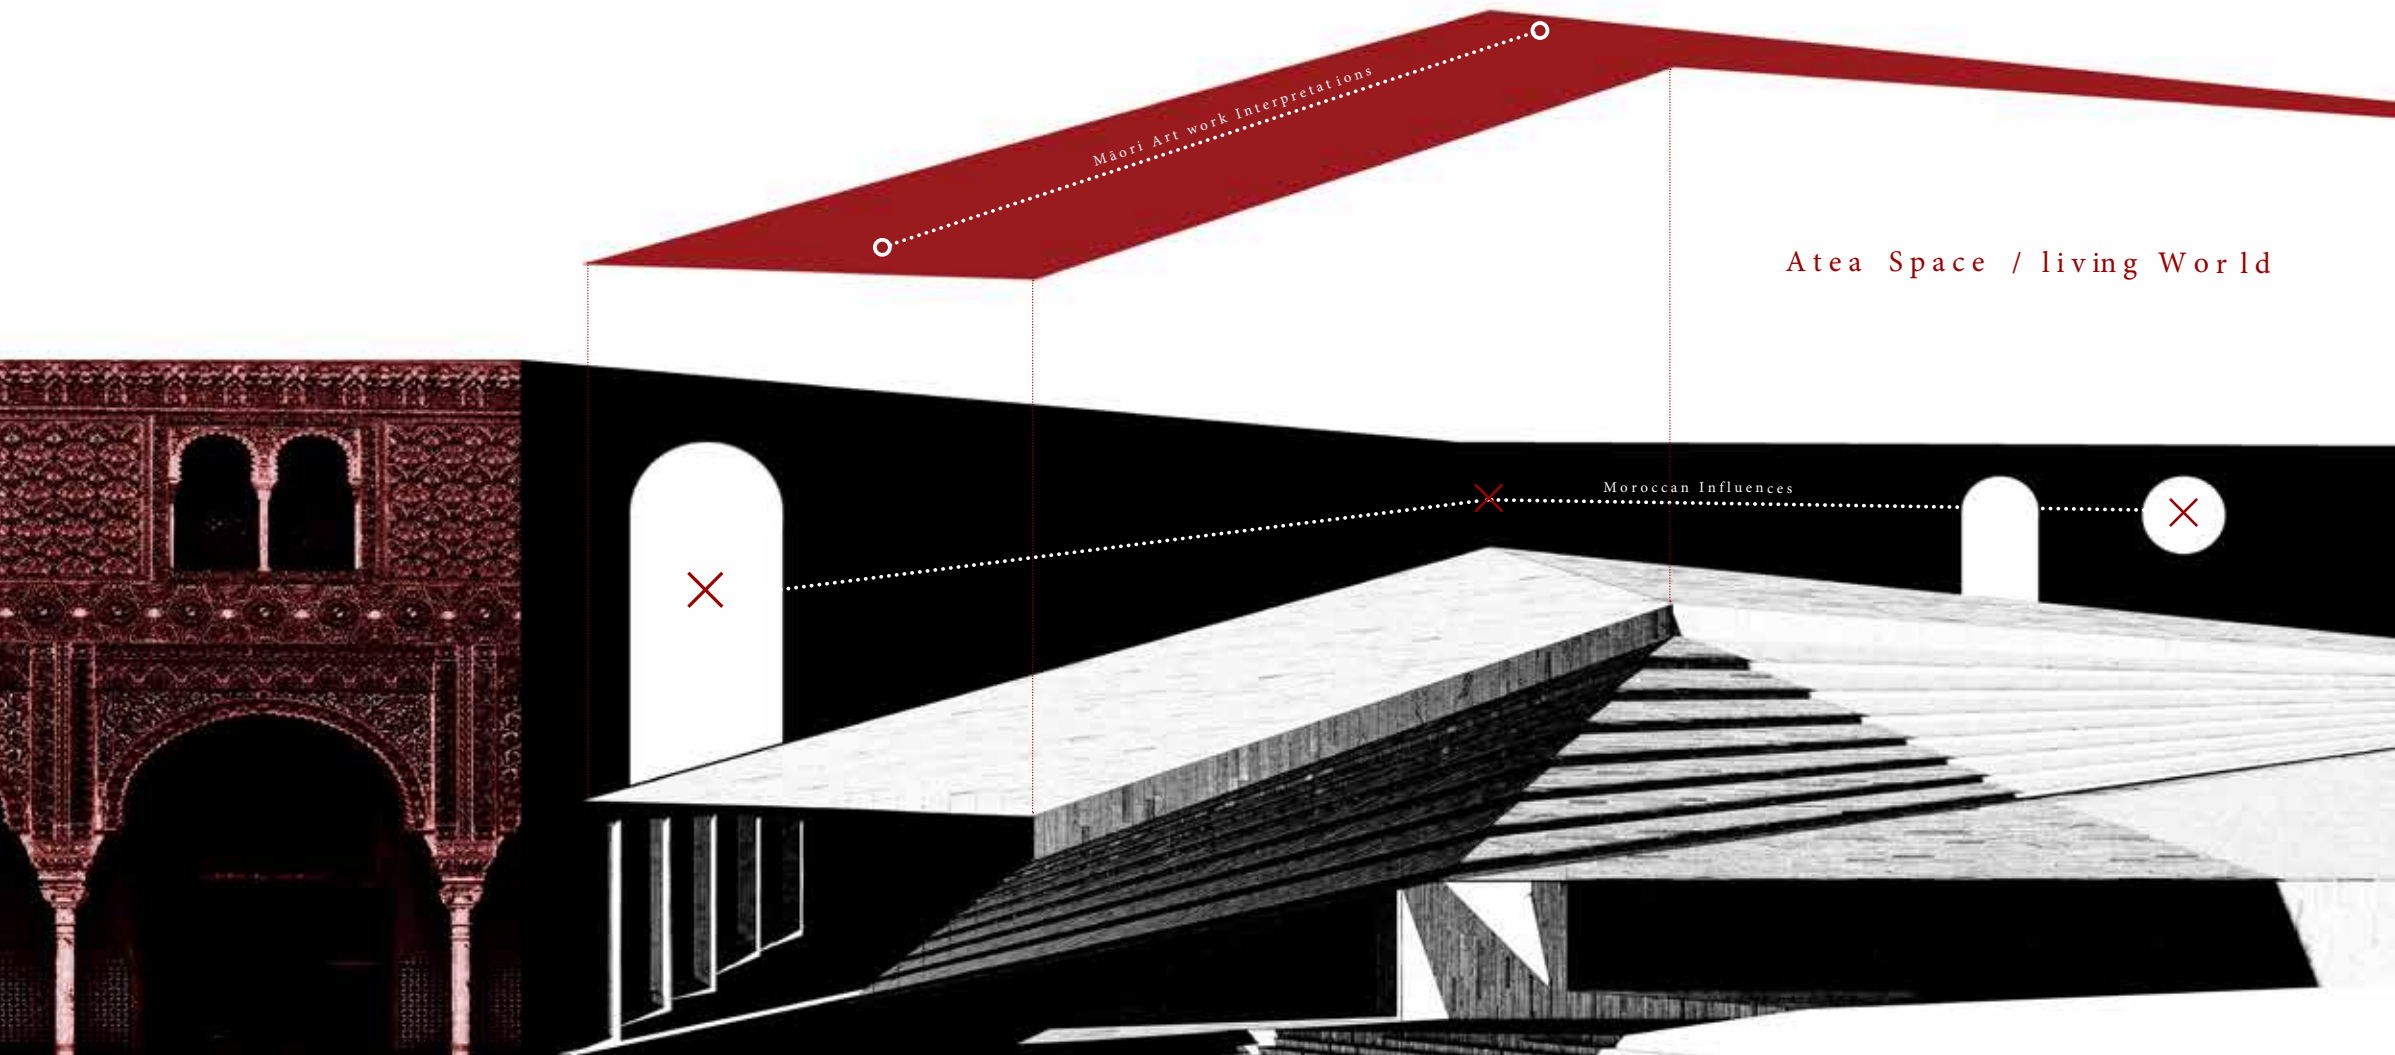 Māori Art work Interpretations
Atea Space / living World
Moroccan Influences